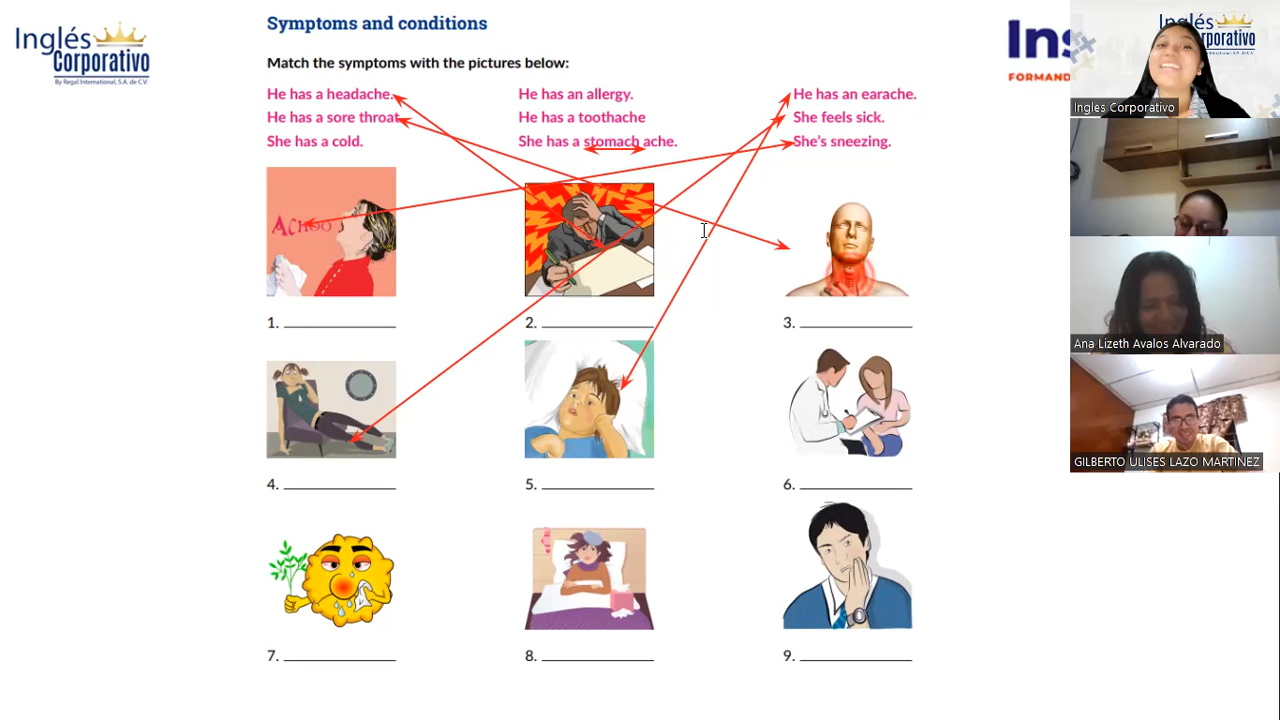 Inglés
Corporativo
By Regal International, S.A. de C.V.
Symptoms and conditions
Match the symptoms with the pictures below:
He has a headache.
He has a sore throat
She has a cold.
He has an allergy.
He has a toothache
She has a stomach ache.
He has an earache.
She feels sick.
She's sneezing.
ACHOO
1.
2.
3.
4.
5.
6.
7.
8.
9.
Ins
FORMAND
Inglés
Corporativo
Ingles Corporativo
Ana Lizeth Avalos Alvarado
GILBERTO ULISES LAZO MARTINEZ